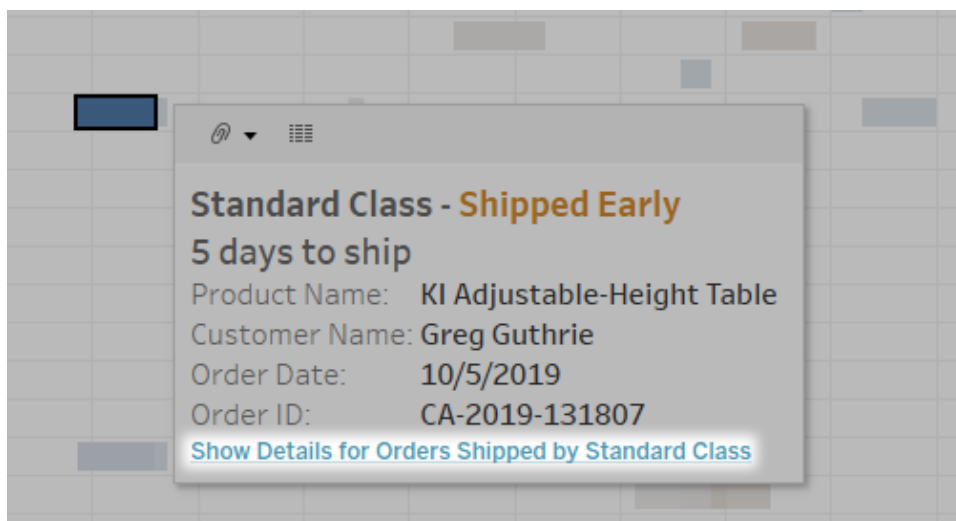 Standard Class - Shipped Early
5 days to ship
Product Name: KI Adjustable-Height Table
Customer Name: Greg Guthrie
Order Date: 10/5/2019
Order ID: CA-2019-131807
Show Details for Orders Shipped by Standard Class